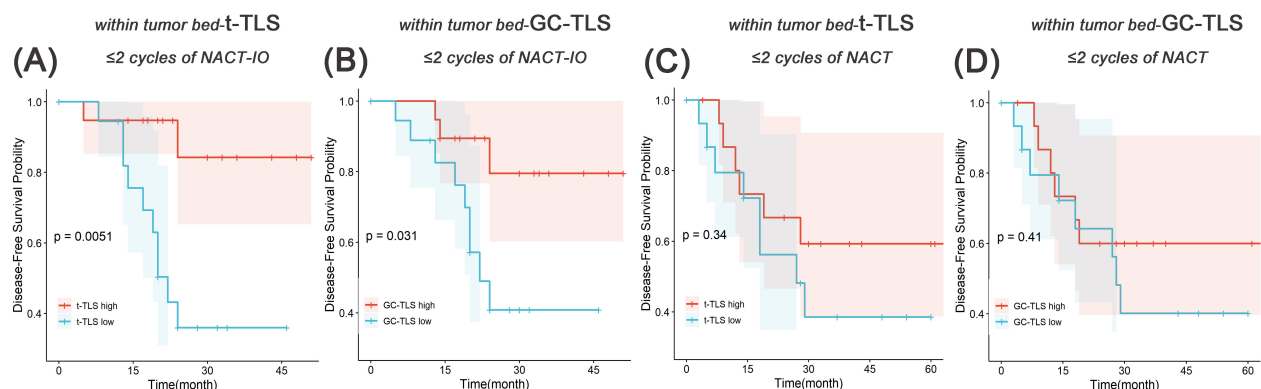 (A)
within tumor bed-t-TLS
≤2 cycles of NACT-IO
Disease-Free Survival Probility
1.0
0.8
0.6
0.4
p = 0.0051
t-TLS high
t-TLS low
0
15
30
45
Time(month)
(B)
within tumor bed-GC-TLS
≤2 cycles of NACT-IO
Disease-Free Survival Probility
1.0
0.8
0.6
0.4
p = 0.031
GC-TLS high
GC-TLS low
0
15
30
45
Time(month)
(C)
within tumor bed-t-TLS
≤2 cycles of NACT
Disease-Free Survival Probility
1.0
0.8
0.6
0.4
p = 0.34
t-TLS high
t-TLS low
0
15
30
45
60
Time(month)
(D)
within tumor bed-GC-TLS
≤2 cycles of NACT
Disease-Free Survival Probility
1.0
0.8
0.6
0.4
p = 0.41
GC-TLS high
GC-TLS low
0
15
30
45
60
Time(month)